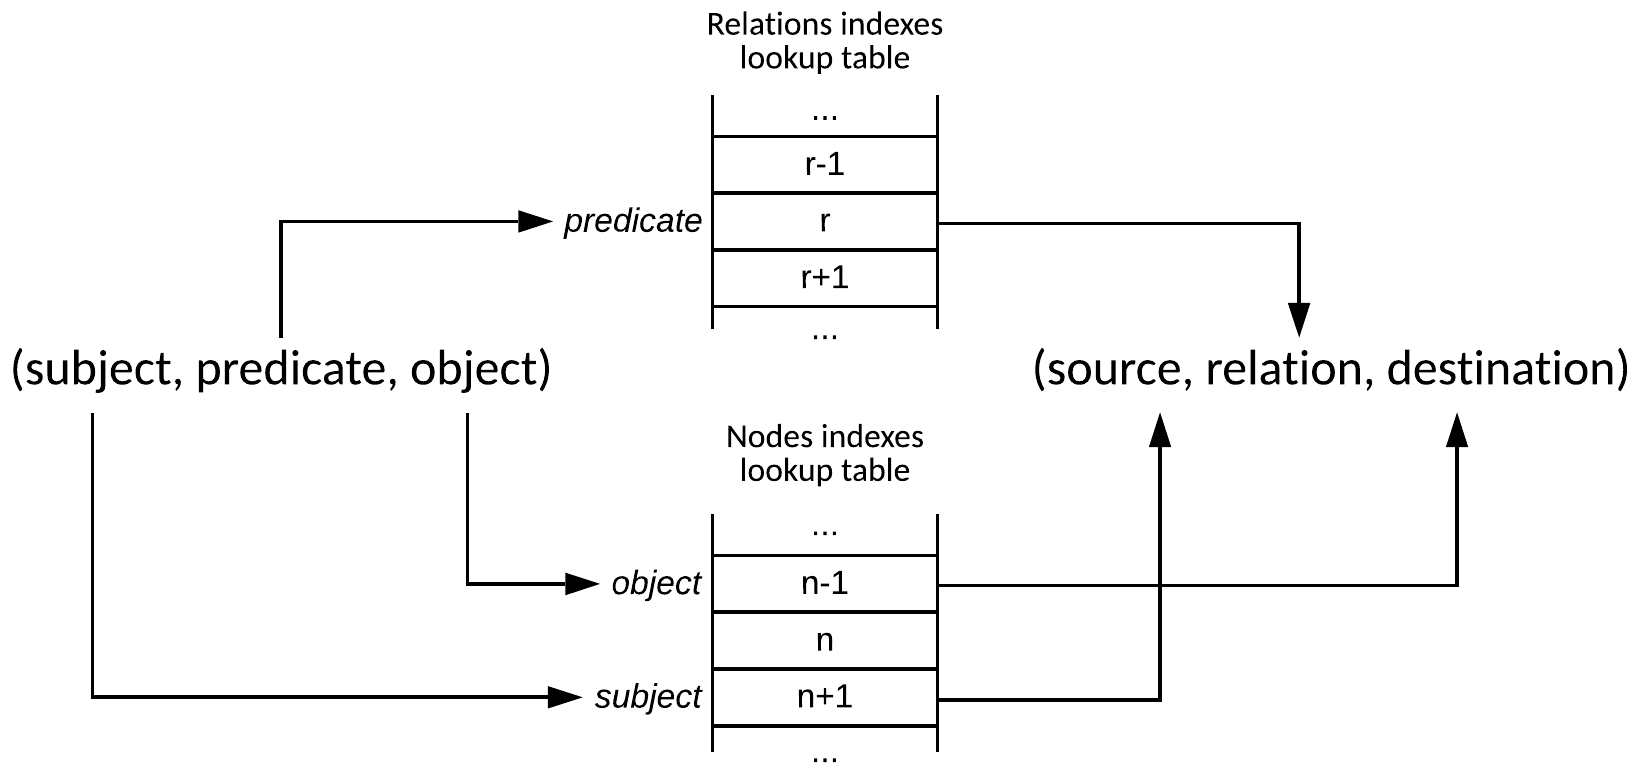 Relations indexes
lookup table
...
r-1
predicate
r
r+1
...
(subject, predicate, object)
(source, relation, destination)
Nodes indexes
lookup table
...
object
n-1
n
subject
n+1
...